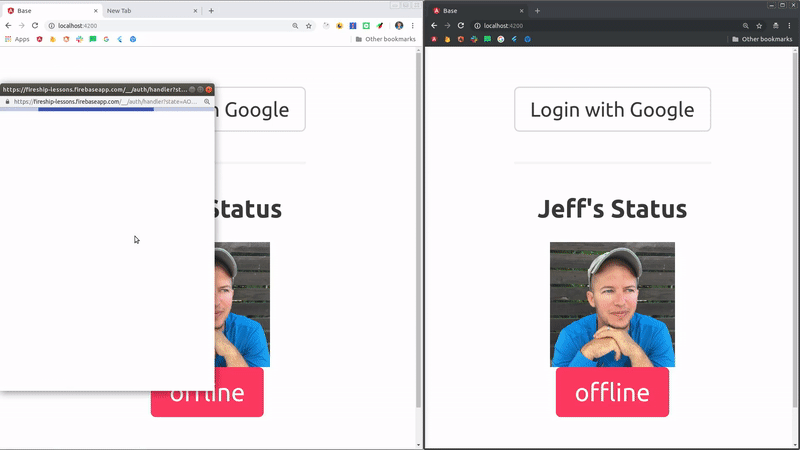 Base
New Tab
localhost:4200
Apps
Other bookmarks
https://fireship-lessons.firebaseapp.com/__/auth/handler?st...
https://fireship-lessons.firebaseapp.com/__/auth/handler?state=AO...
n Google
Status
offline
Base
localhost:4200
Other bookmarks
Login with Google
Jeff's Status
offline